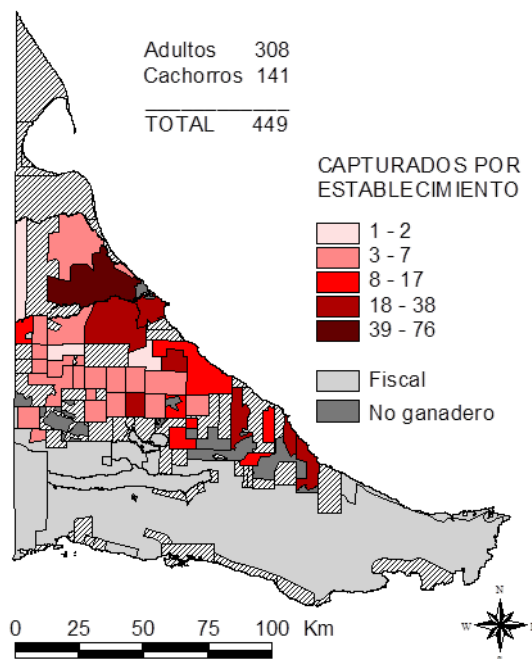 Adultos 308
Cachorros 141
TOTAL 449
CAPTURADOS POR
ESTABLECIMIENTO
1 - 2
3 - 7
8 - 17
18 - 38
39 - 76
Fiscal
No ganadero
N
W
S
0 25 50 75 100 Km